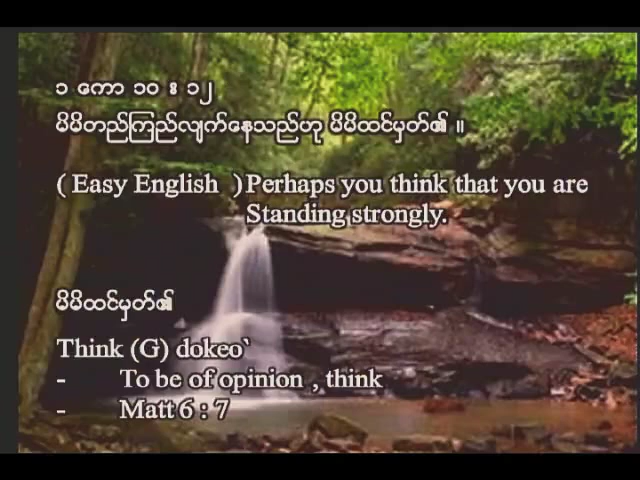 ၁ ကော ၁၀ : ၁၂
မိမိတည်ကြည်လျက်နေသည်ဟု မိမိထင်မှတ်၏ ။
( Easy English ) Perhaps you think that you are
Standing strongly.
မိမိထင်မှတ်၏
Think (G) dokeo`
- To be of opinion , think
- Matt 6 : 7